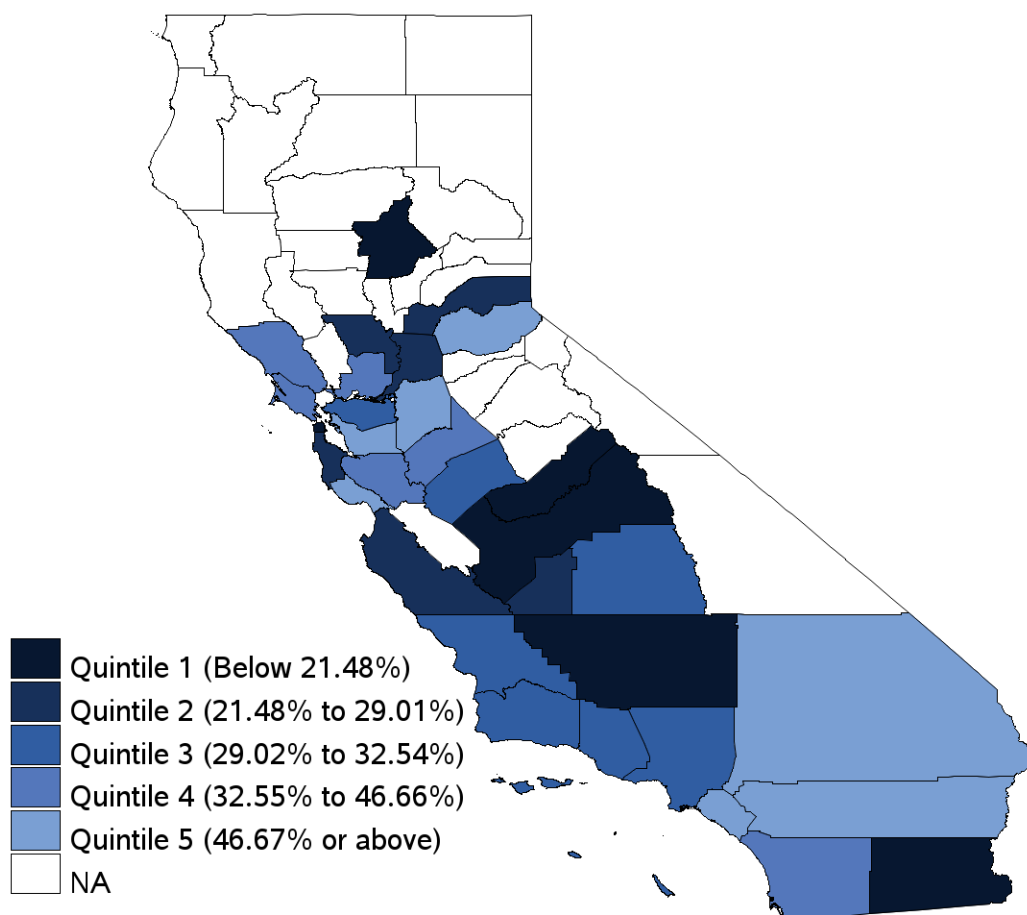 Quintile 1 (Below 21.48%)
Quintile 2 (21.48% to 29.01%)
Quintile 3 (29.02% to 32.54%)
Quintile 4 (32.55% to 46.66%)
Quintile 5 (46.67% or above)
NA